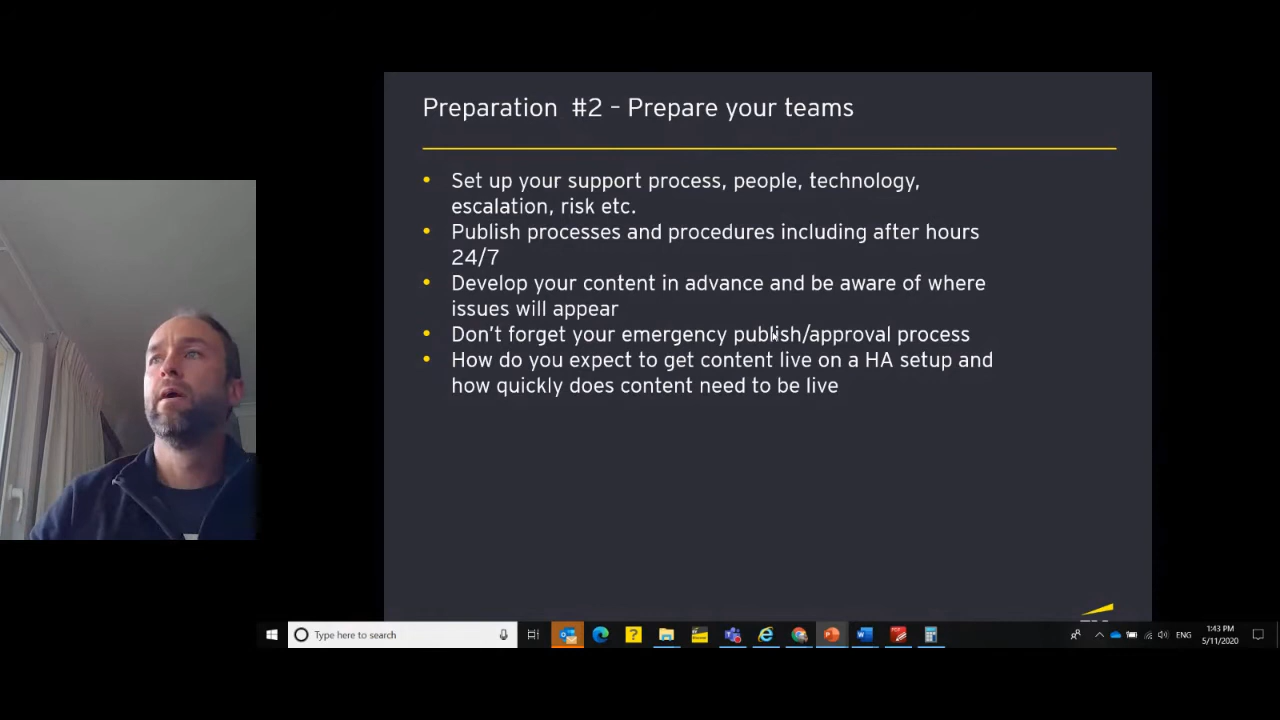 Preparation #2 – Prepare your teams
• Set up your support process, people, technology,
escalation, risk etc.
• Publish processes and procedures including after hours
24/7
• Develop your content in advance and be aware of where
issues will appear
• Don't forget your emergency publish/approval process
• How do you expect to get content live on a HA setup and
how quickly does content need to be live
Type here to search
ENG
1:43 PM
5/11/2020